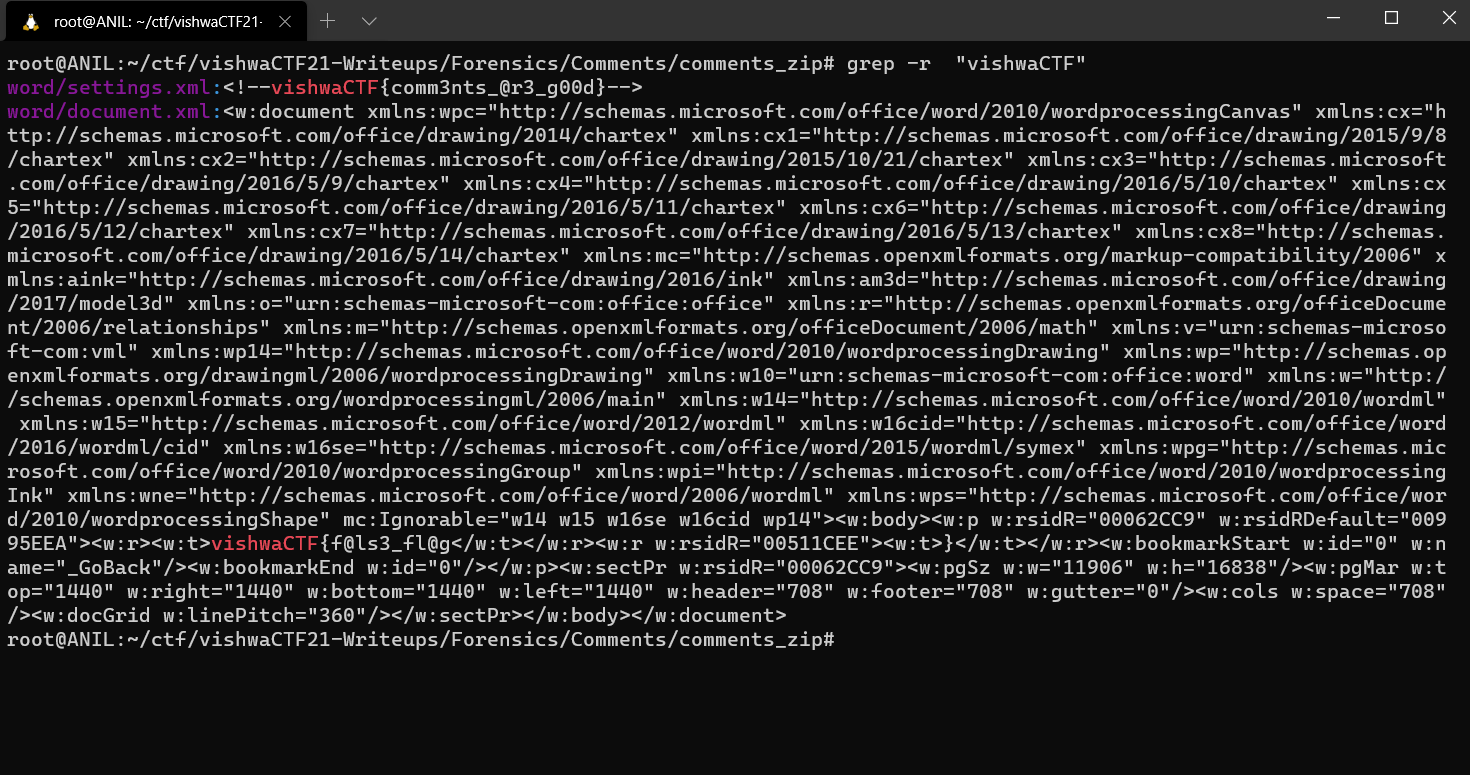 root@ANIL: ~/ctf/vishwaCTF21-
root@ANIL:~/ctf/vishwaCTF21-Writeups/Forensics/Comments/comments_zip# grep -r  "vishwaCTF"
word/settings.xml:<!--vishwaCTF{comm3nts_@r3_g00d}-->
word/document.xml:<w:document xmlns:wpc="http://schemas.microsoft.com/office/word/2010/wordprocessingCanvas" xmlns:cx="h
ttp://schemas.microsoft.com/office/drawing/2014/chartex" xmlns:cx1="http://schemas.microsoft.com/office/drawing/2015/9/8
/chartex" xmlns:cx2="http://schemas.microsoft.com/office/drawing/2015/10/21/chartex" xmlns:cx3="http://schemas.microsoft
.com/office/drawing/2016/5/9/chartex" xmlns:cx4="http://schemas.microsoft.com/office/drawing/2016/5/10/chartex" xmlns:cx
5="http://schemas.microsoft.com/office/drawing/2016/5/11/chartex" xmlns:cx6="http://schemas.microsoft.com/office/drawing
/2016/5/12/chartex" xmlns:cx7="http://schemas.microsoft.com/office/drawing/2016/5/13/chartex" xmlns:cx8="http://schemas.
microsoft.com/office/drawing/2016/5/14/chartex" xmlns:mc="http://schemas.openxmlformats.org/markup-compatibility/2006" x
mlns:aink="http://schemas.microsoft.com/office/drawing/2016/ink" xmlns:am3d="http://schemas.microsoft.com/office/drawing
/2017/model3d" xmlns:o="urn:schemas-microsoft-com:office:office" xmlns:r="http://schemas.openxmlformats.org/officeDocume
nt/2006/relationships" xmlns:m="http://schemas.openxmlformats.org/officeDocument/2006/math" xmlns:v="urn:schemas-microso
ft-com:vml" xmlns:wp14="http://schemas.microsoft.com/office/word/2010/wordprocessingDrawing" xmlns:wp="http://schemas.op
enxmlformats.org/drawingml/2006/wordprocessingDrawing" xmlns:w10="urn:schemas-microsoft-com:office:word" xmlns:w="http:/
/schemas.openxmlformats.org/wordprocessingml/2006/main" xmlns:w14="http://schemas.microsoft.com/office/word/2010/wordml"
 xmlns:w15="http://schemas.microsoft.com/office/word/2012/wordml" xmlns:w16cid="http://schemas.microsoft.com/office/word
/2016/wordml/cid" xmlns:w16se="http://schemas.microsoft.com/office/word/2015/wordml/symex" xmlns:wpg="http://schemas.mic
rosoft.com/office/word/2010/wordprocessingGroup" xmlns:wpi="http://schemas.microsoft.com/office/word/2010/wordprocessing
Ink" xmlns:wne="http://schemas.microsoft.com/office/word/2006/wordml" xmlns:wps="http://schemas.microsoft.com/office/wor
d/2010/wordprocessingShape" mc:Ignorable="w14 w15 w16se w16cid wp14"><w:body><w:p w:rsidR="00062CC9" w:rsidRDefault="009
95EEA"><w:r><w:t>vishwaCTF{f@ls3_fl@g</w:t></w:r><w:r w:rsidR="00511CEE"><w:t>}</w:t></w:r><w:bookmarkStart w:id="0" w:n
ame="_GoBack"/><w:bookmarkEnd w:id="0"/></w:p><w:sectPr w:rsidR="00062CC9"><w:pgSz w:w="11906" w:h="16838"/><w:pgMar w:t
op="1440" w:right="1440" w:bottom="1440" w:left="1440" w:header="708" w:footer="708" w:gutter="0"/><w:cols w:space="708"
/><w:docGrid w:linePitch="360"/></w:sectPr></w:body></w:document>
root@ANIL:~/ctf/vishwaCTF21-Writeups/Forensics/Comments/comments_zip#